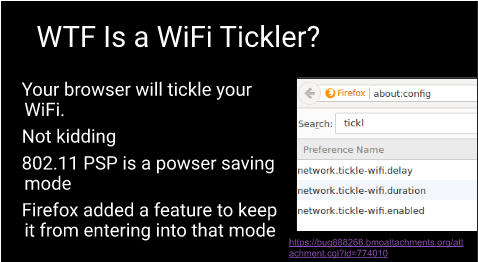 WTF Is a WiFi Tickler?
Your browser will tickle your
WiFi.
Not kidding
802.11 PSP is a powser saving
mode
Firefox added a feature to keep
it from entering into that mode
Firefox about:config
Search: tickl
Preference Name
network.tickle-wifi.delay
network.tickle-wifi.duration
network.tickle-wifi.enabled
https://bug888268.bmoattachments.org/att
achment.cgi?id=774010